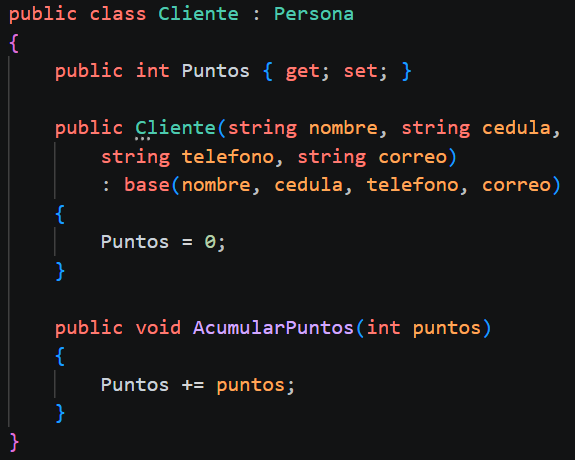 public class Cliente : Persona
{
    public int Puntos { get; set; }

    public Cliente(string nombre, string cedula,
        string telefono, string correo)
        : base(nombre, cedula, telefono, correo)
    {
        Puntos = 0;
    }

    public void AcumularPuntos(int puntos)
    {
        Puntos += puntos;
    }
}